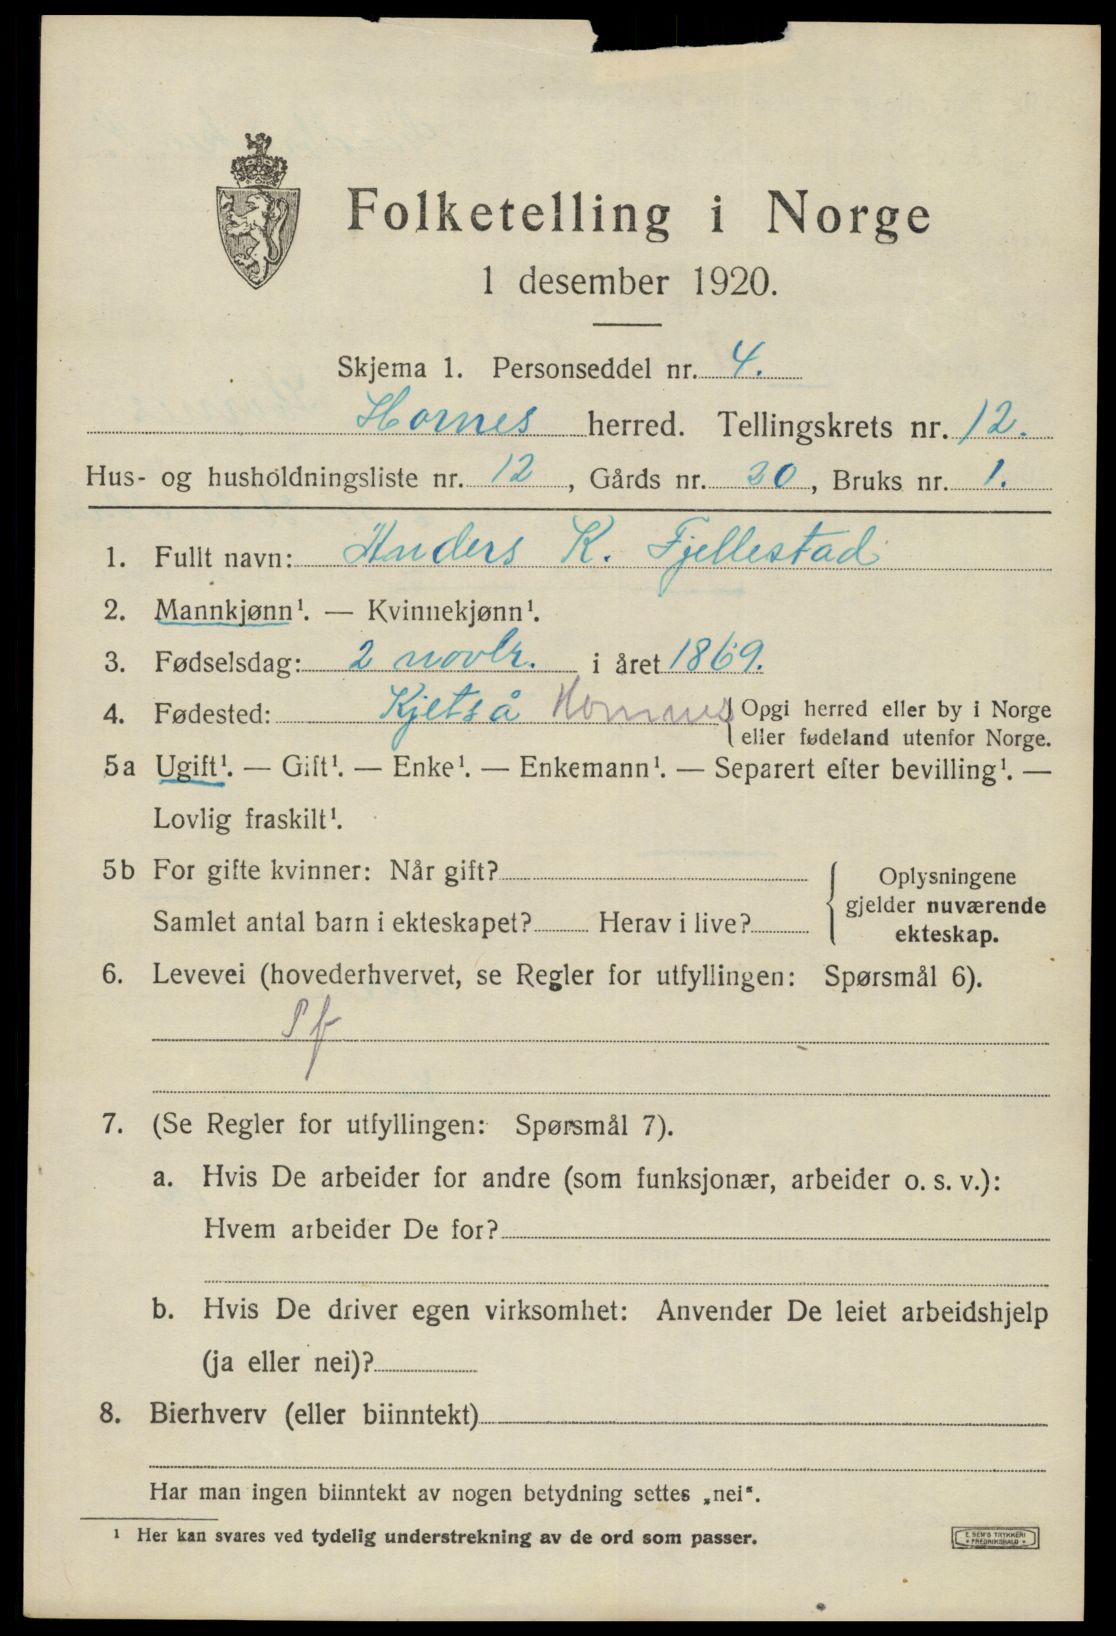 Folketelling i Norge
1 desember 1920.
Skjema 1. Personseddel nr. 4.
Hornes herred. Tellingskrets nr. 12.
Hus- og husholdningsliste nr. 12, Gårds nr. 30, Bruks nr. 1.
1. Fullt navn: Anders K. Fjellestad
2. Mannkjønn¹. — Kvinnekjønn¹.
3. Fødselsdag: 2 novbr. i året 1869.
4. Fødested: Kjetså Hornnes { Opgi herred eller by i Norge
eller fødeland utenfor Norge.
5a Ugift¹. — Gift¹. — Enke¹. — Enkemann¹. — Separert efter bevilling¹. —
Lovlig fraskilt¹.
5b For gifte kvinner: Når gift?
Samlet antal barn i ekteskapet? Herav i live?
{ Oplysningene
gjelder nuværende
ekteskap.
6. Levevei (hovederhvervet, se Regler for utfyllingen: Spørsmål 6).
Pf
7. (Se Regler for utfyllingen: Spørsmål 7).
a. Hvis De arbeider for andre (som funksjonær, arbeider o. s. v.):
Hvem arbeider De for?
b. Hvis De driver egen virksomhet: Anvender De leiet arbeidshjelp
(ja eller nei)?
8. Bierhverv (eller biinntekt)
Har man ingen biinntekt av nogen betydning settes „nei“.
¹ Her kan svares ved tydelig understrekning av de ord som passer.
E. SEM'S TRYKKERI
FREDRIKSHALD